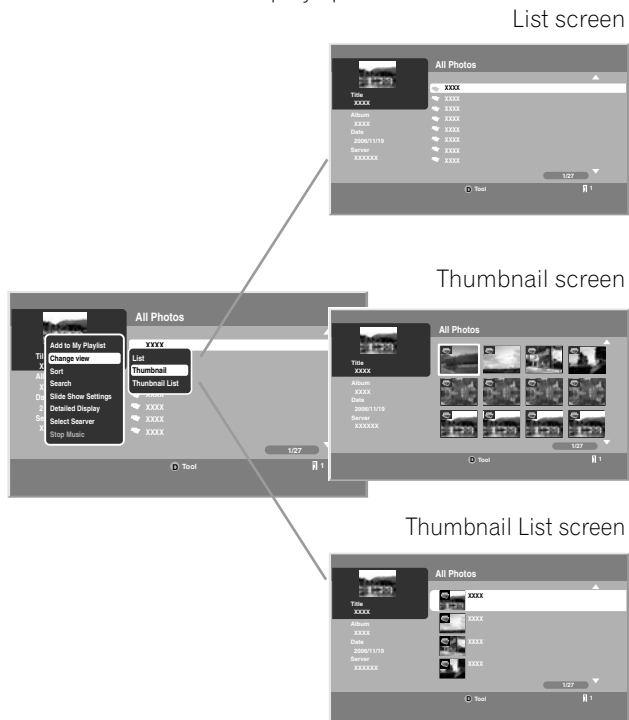 List screen
All Photos
Title
XXXX
Album
XXXX
Date
2006/11/19
Server
XXXXXX
XXXX
XXXX
XXXX
XXXX
XXXX
XXXX
XXXX
1/27
D Tool
1
Thumbnail screen
All Photos
Add to My Playlist
Change view
Sort
Search
Slide Show Settings
Detailed Display
Select Searver
Stop Music
List
Thumbnail
Thunbnail List
XXXX
XXXX
XXXX
XXXX
1/27
D Tool
1
All Photos
Title
XXXX
Album
XXXX
Date
2006/11/19
Server
XXXXXX
1/27
D Tool
1
Thumbnail List screen
All Photos
Title
XXXX
Album
XXXX
Date
2006/11/19
Server
XXXXXX
XXXX
XXXX
XXXX
XXXX
1/27
D Tool
1